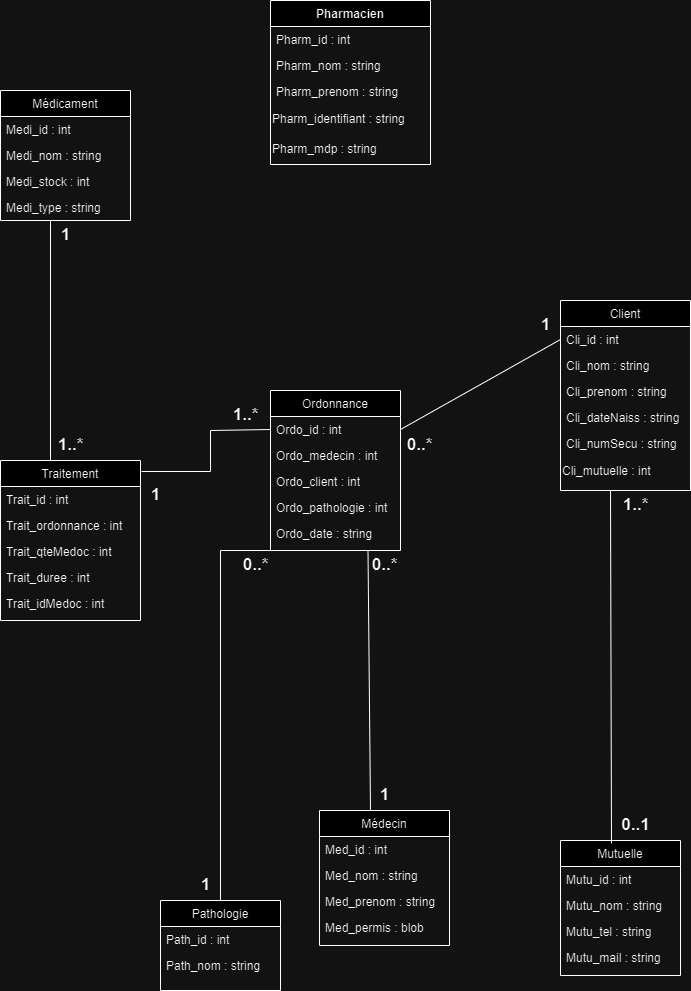 Pharmacien
Pharm_id : int
Pharm_nom : string
Pharm_prenom : string
Pharm_identifiant : string
Pharm_mdp : string
Médicament
Medi_id : int
Medi_nom : string
Medi_stock : int
Medi_type : string
1
1..*
Traitement
Trait_id : int
Trait_ordonnance : int
Trait_qteMedoc : int
Trait_duree : int
Trait_idMedoc : int
1
1..*
Ordonnance
Ordo_id : int
Ordo_medecin : int
Ordo_client : int
Ordo_pathologie : int
Ordo_date : string
0..*
1
Client
Cli_id : int
Cli_nom : string
Cli_prenom : string
Cli_dateNaiss : string
Cli_numSecu : string
Cli_mutuelle : int
1..*
0..*
0..*
1
Médecin
Med_id : int
Med_nom : string
Med_prenom : string
Med_permis : blob
0..1
Mutuelle
Mutu_id : int
Mutu_nom : string
Mutu_tel : string
Mutu_mail : string
1
Pathologie
Path_id : int
Path_nom : string